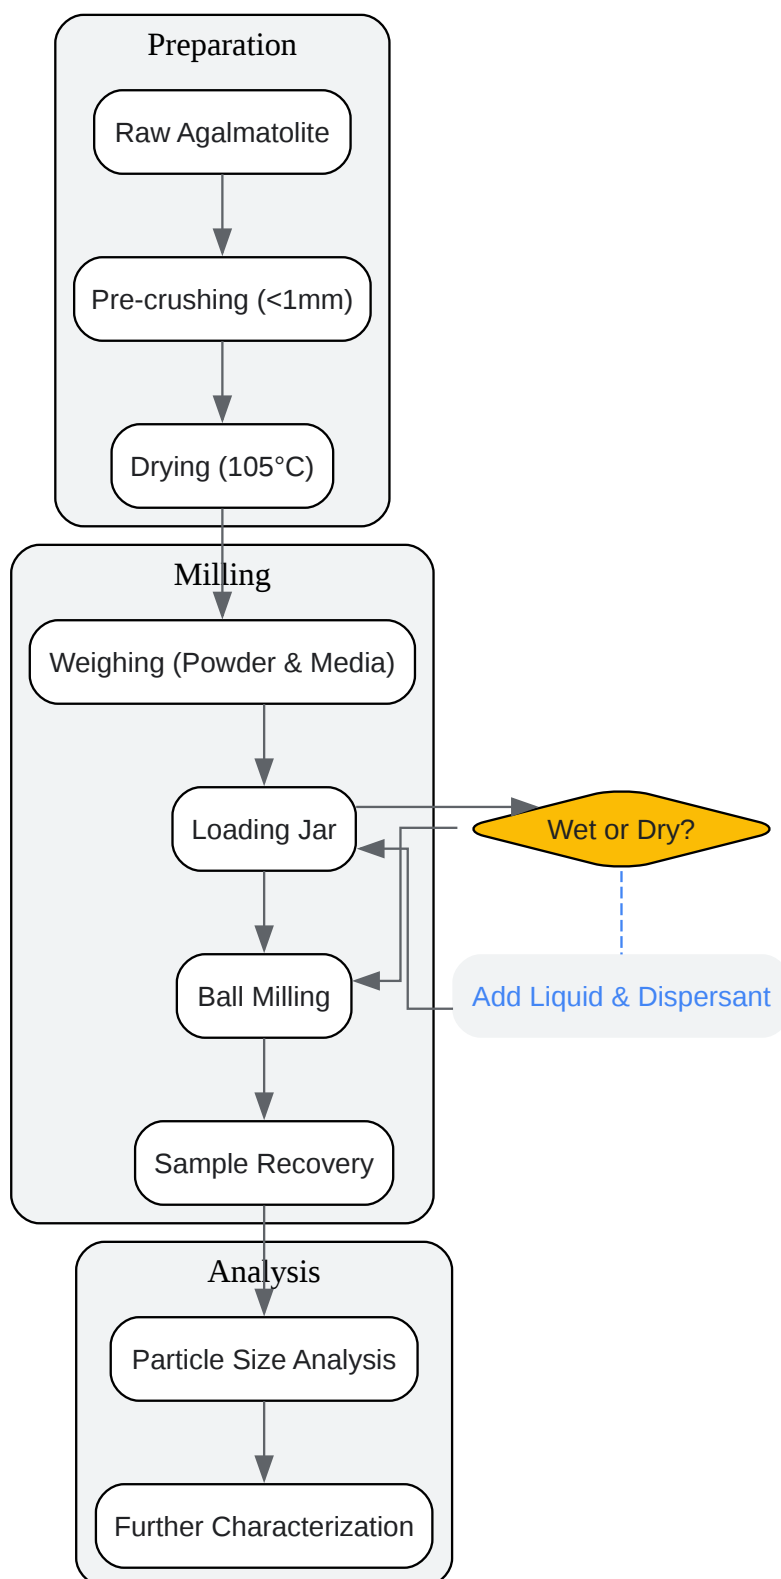 Preparation
Raw Agalmatolite
Pre-crushing (<1mm)
Drying (105°C)
Milling
Weighing (Powder & Media)
Loading Jar
Wet or Dry?
Ball Milling
Add Liquid & Dispersant
Sample Recovery
Analysis
Particle Size Analysis
Further Characterization